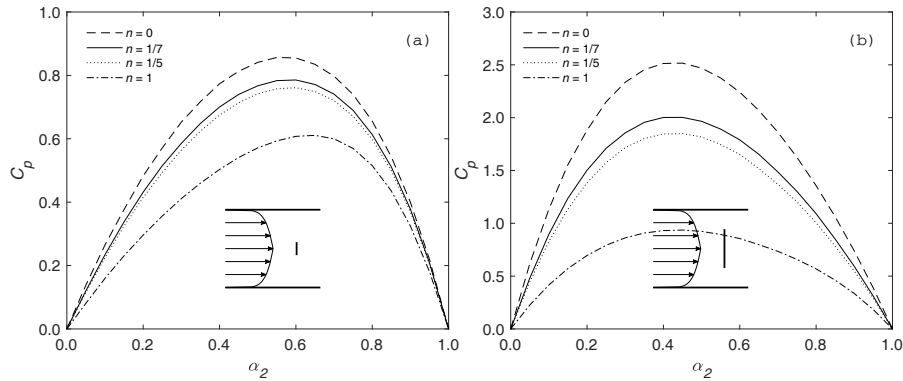 1.0
0.8
0.6
0.4
0.2
0.0
C_p
n = 0
n = 1/7
n = 1/5
n = 1
(a)
0.0 0.2 0.4 0.6 0.8 1.0
α_2
3.0
2.5
2.0
1.5
1.0
0.5
0.0
C_p
n = 0
n = 1/7
n = 1/5
n = 1
(b)
0.0 0.2 0.4 0.6 0.8 1.0
α_2